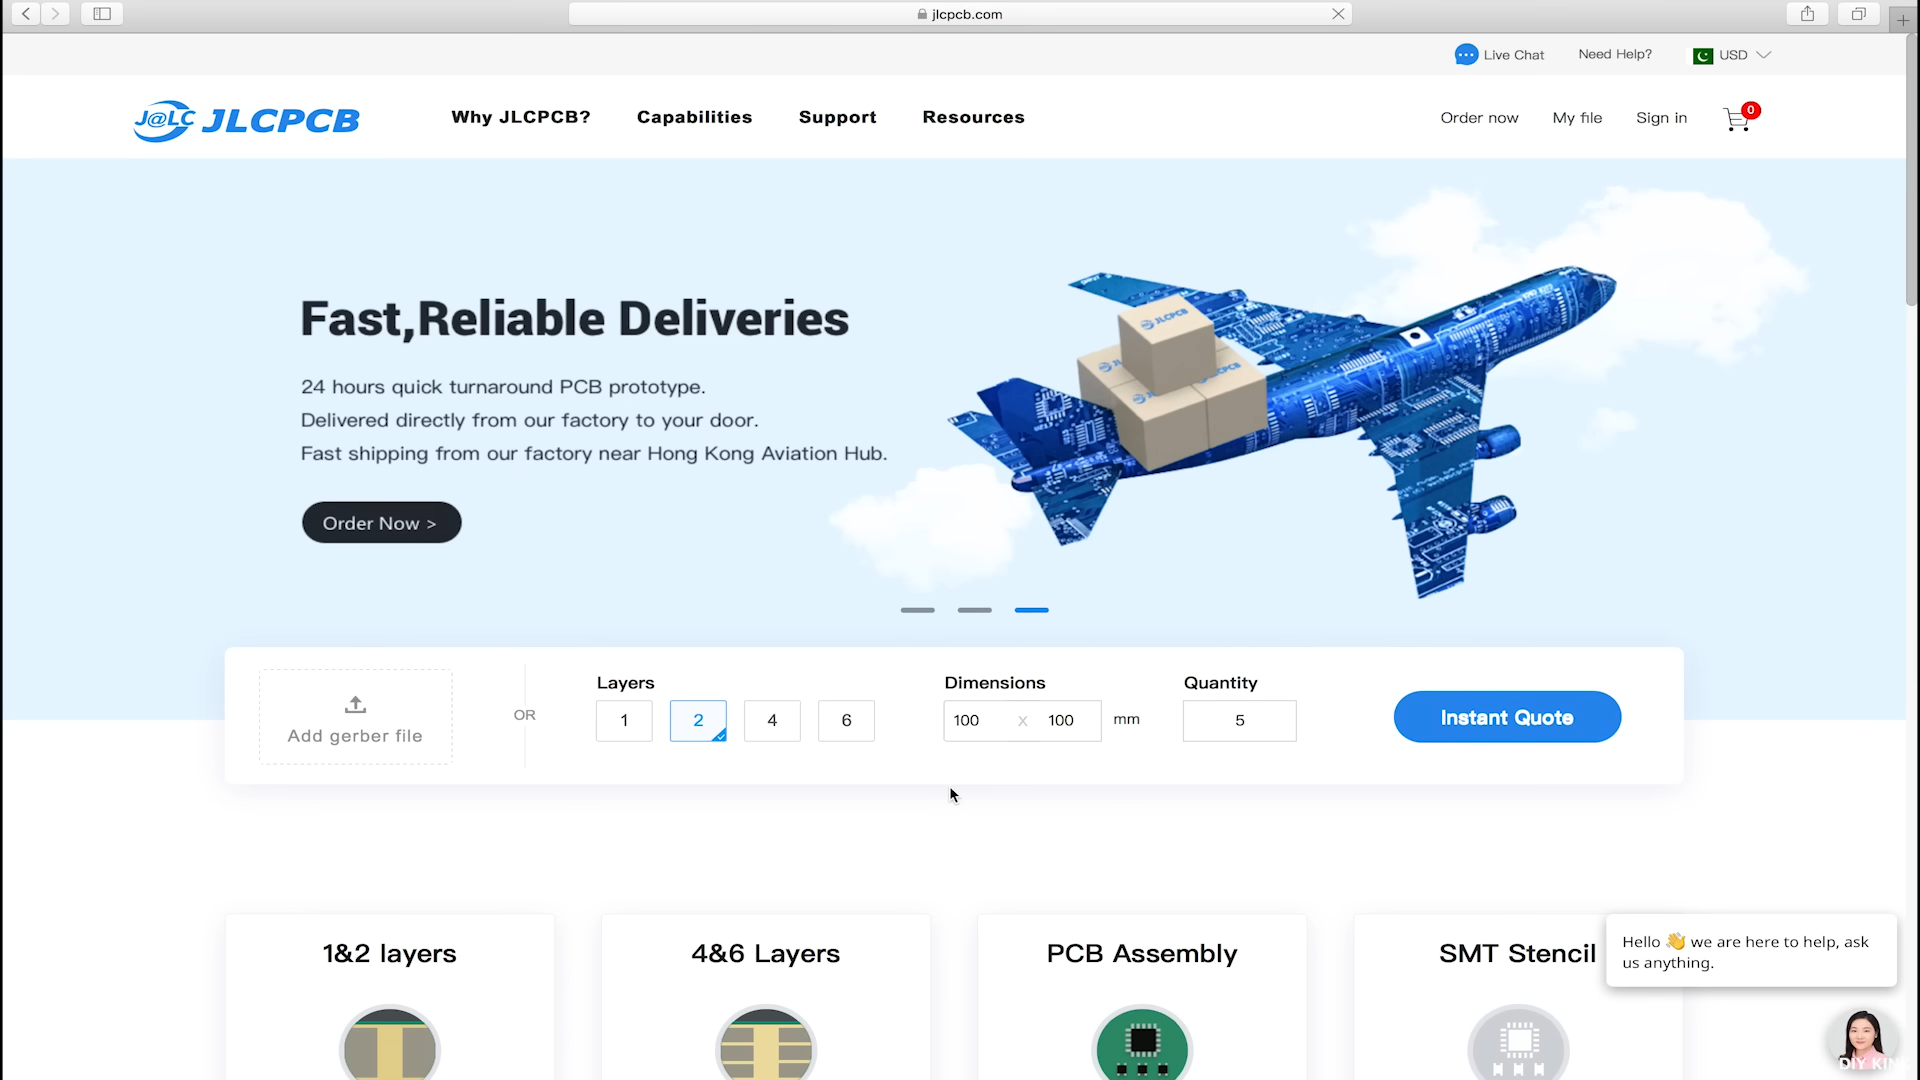 jlcpcb.com
Live Chat
Need Help?
USD
J@LC JLCPCB
Why JLCPCB?
Capabilities
Support
Resources
Order now
My file
Sign in
0
Fast,Reliable Deliveries
24 hours quick turnaround PCB prototype.
Delivered directly from our factory to your door.
Fast shipping from our factory near Hong Kong Aviation Hub.
Order Now >
JLCPCB
Add gerber file
OR
Layers
1
2
4
6
Dimensions
100 x 100 mm
Quantity
5
Instant Quote
1&2 layers
4&6 Layers
PCB Assembly
SMT Stencil
Hello 👋 we are here to help, ask
us anything.